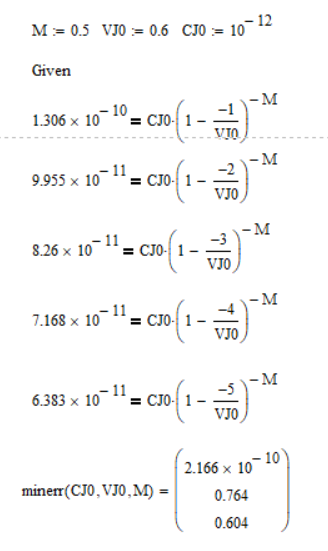 M := 0.5 VJ0 := 0.6 CJ0 := 10^-12
Given
1.306 × 10^-10 = CJ0·(1 − -1/VJ0)^-M
9.955 × 10^-11 = CJ0·(1 − -2/VJ0)^-M
8.26 × 10^-11 = CJ0·(1 − -3/VJ0)^-M
7.168 × 10^-11 = CJ0·(1 − -4/VJ0)^-M
6.383 × 10^-11 = CJ0·(1 − -5/VJ0)^-M
minerr(CJ0, VJ0, M) = (2.166 × 10^-10
0.764
0.604)